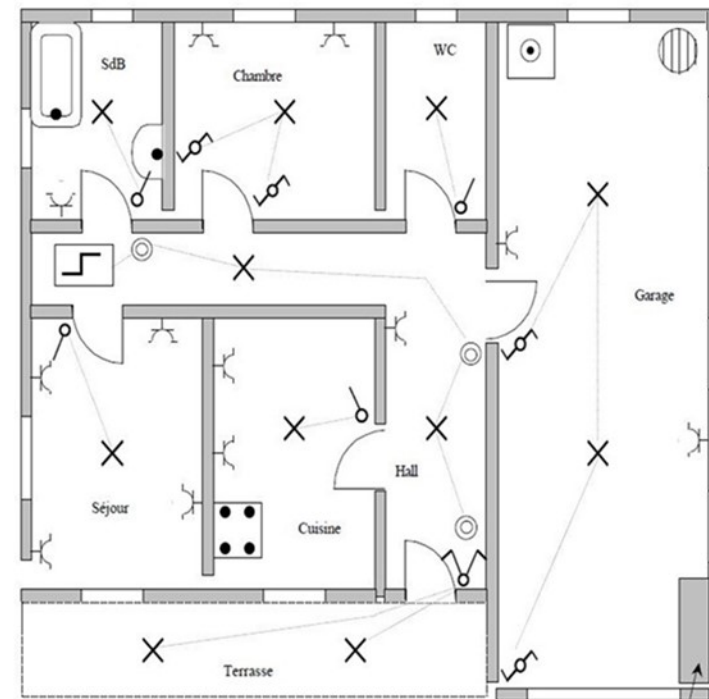 SdB
Chambre
WC
Garage
Hall
Séjour
Cuisine
Terrasse